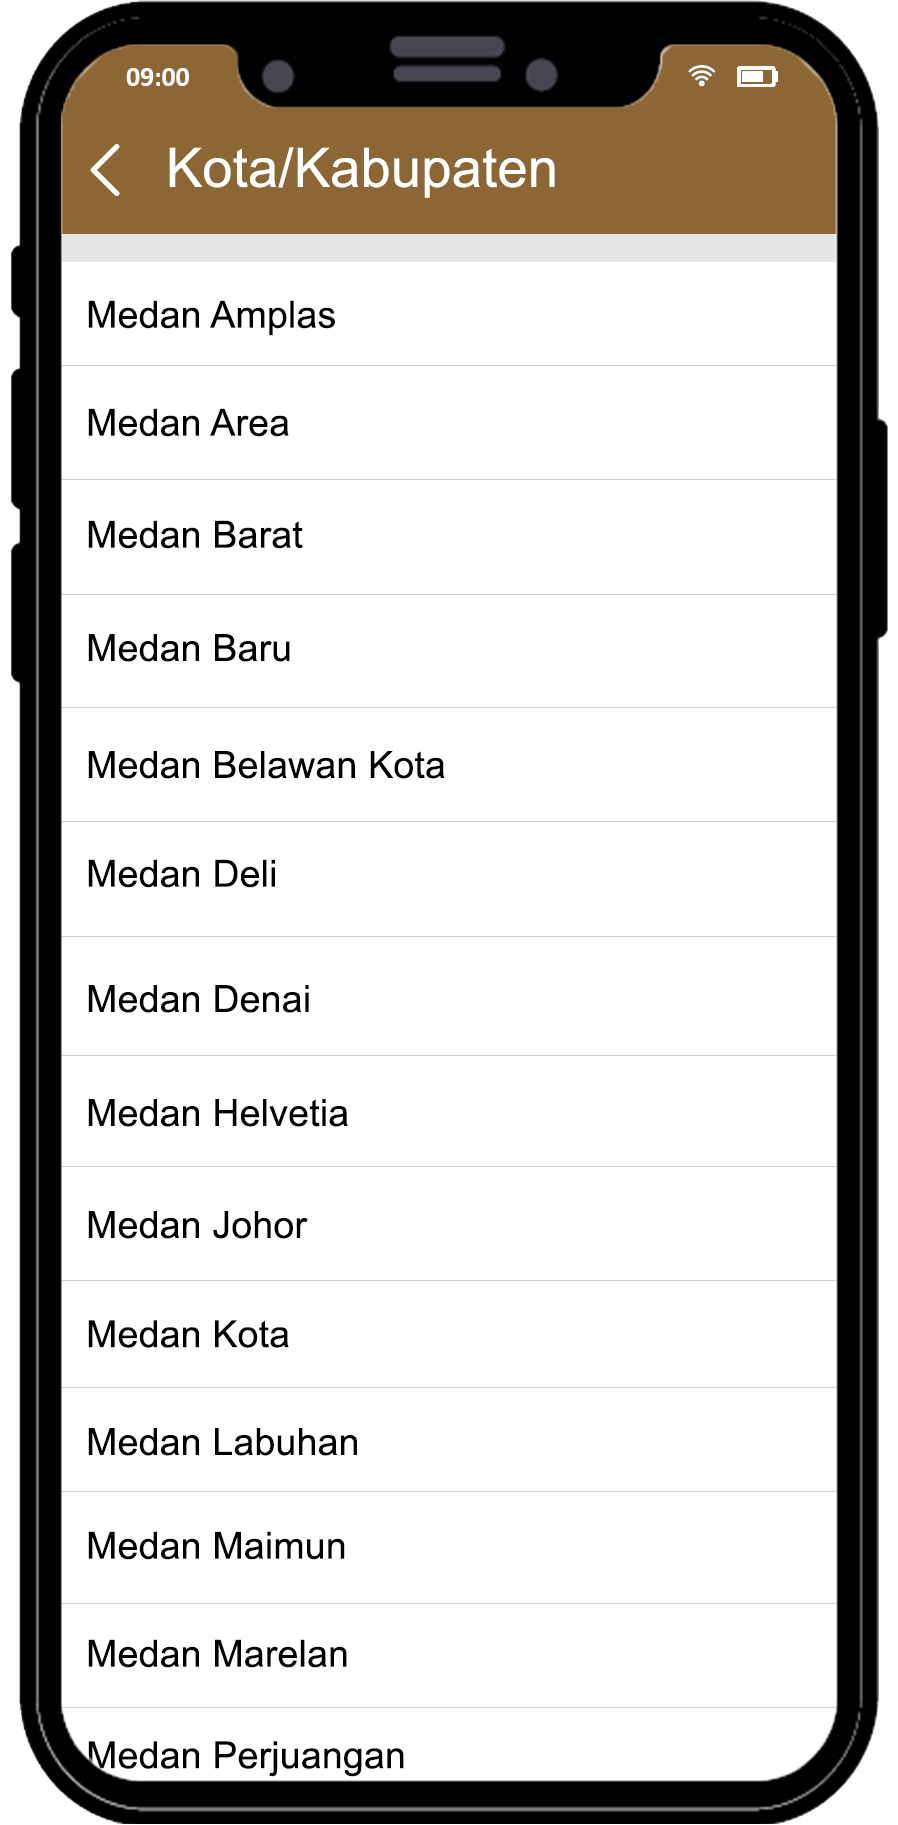 09:00
Kota/Kabupaten
Medan Amplas
Medan Area
Medan Barat
Medan Baru
Medan Belawan Kota
Medan Deli
Medan Denai
Medan Helvetia
Medan Johor
Medan Kota
Medan Labuhan
Medan Maimun
Medan Marelan
Medan Perjuangan